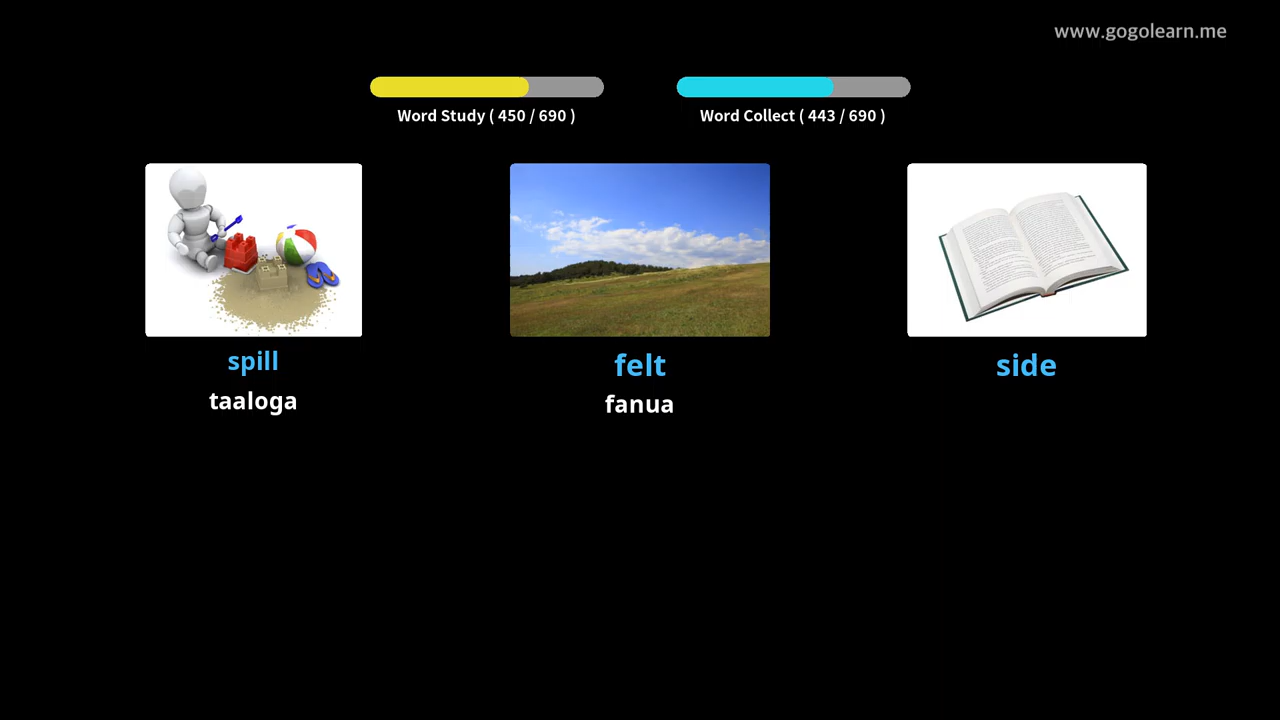 www.gogolearn.me
Word Study ( 450 / 690 )
Word Collect ( 443 / 690 )
spill
felt
side
taaloga
fanua